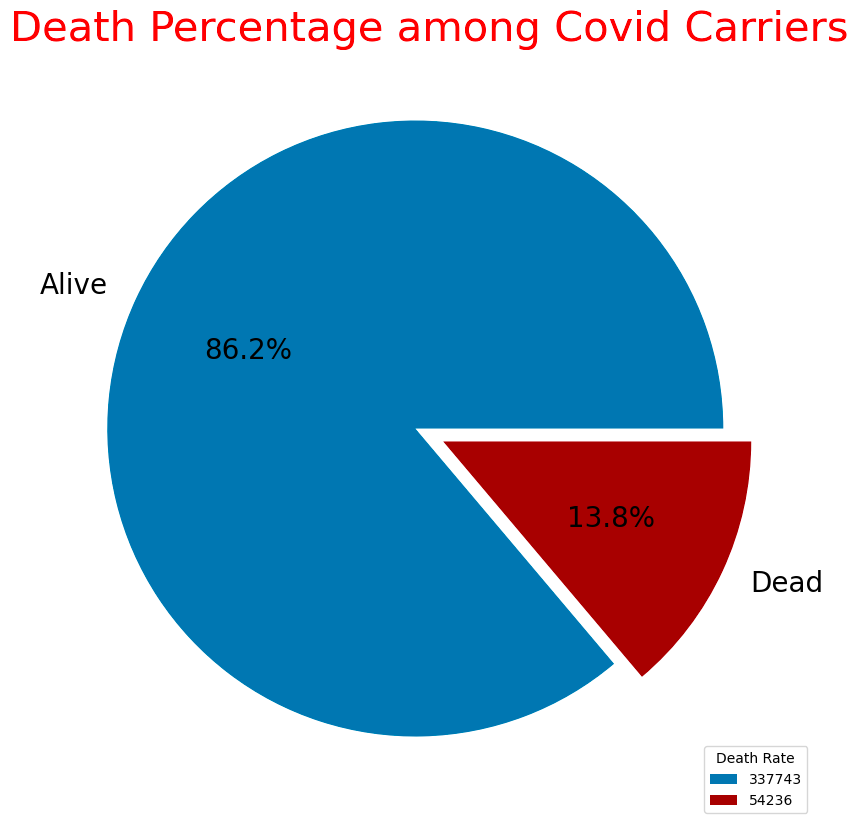 Death Percentage among Covid Carriers
Alive
86.2%
13.8%
Dead
Death Rate
337743
54236